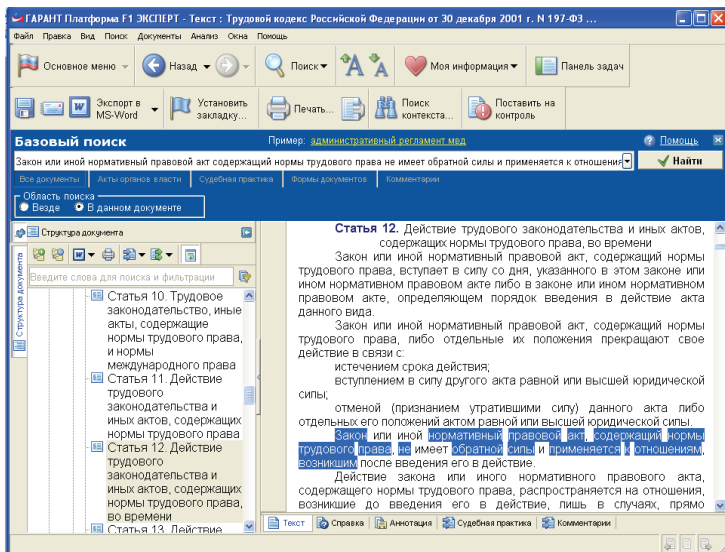 ГАРАНТ Платформа F1 ЭКСПЕРТ - Текст : Трудовой кодекс Российской Федерации от 30 декабря 2001 г. N 197-ФЗ ...
Файл Правка Вид Поиск Документы Анализ Окна Помощь
Основное меню Назад Поиск Моя информация Панель задач
Экспорт в MS-Word Установить закладку... Печать... Поиск контекста... Поставить на контроль
Базовый поиск Пример: административный регламент мвд Помощь
Закон или иной нормативный правовой акт содержащий нормы трудового права не имеет обратной силы и применяется к отношения Найти
Все документы Акты органов власти Судебная практика Формы документов Комментарии
Область поиска
Везде В данном документе
Структура документа
Структура документа
Введите слова для поиска и фильтрации
Статья 10. Трудовое
законодательство, иные
акты, содержащие
нормы трудового права,
и нормы
международного права
Статья 11. Действие
трудового
законодательства и
иных актов, содержащих
нормы трудового права
Статья 12. Действие
трудового
законодательства и
иных актов, содержащих
нормы трудового права,
во времени
Статья 13. Действие
Статья 12. Действие трудового законодательства и иных актов,
содержащих нормы трудового права, во времени
Закон или иной нормативный правовой акт, содержащий нормы
трудового права, вступает в силу со дня, указанного в этом законе или
ином нормативном правовом акте либо в законе или ином нормативном
правовом акте, определяющем порядок введения в действие акта
данного вида.
Закон или иной нормативный правовой акт, содержащий нормы
трудового права, либо отдельные их положения прекращают свое
действие в связи с:
истечением срока действия;
вступлением в силу другого акта равной или высшей юридической
силы;
отменой (признанием утратившими силу) данного акта либо
отдельных его положений актом равной или высшей юридической силы.
Закон или иной нормативный правовой акт, содержащий нормы
трудового права, не имеет обратной силы и применяется к отношениям,
возникшим после введения его в действие.
Действие закона или иного нормативного правового акта,
содержащего нормы трудового права, распространяется на отношения,
возникшие до введения его в действие, лишь в случаях, прямо
Текст Справка Аннотация Судебная практика Комментарии